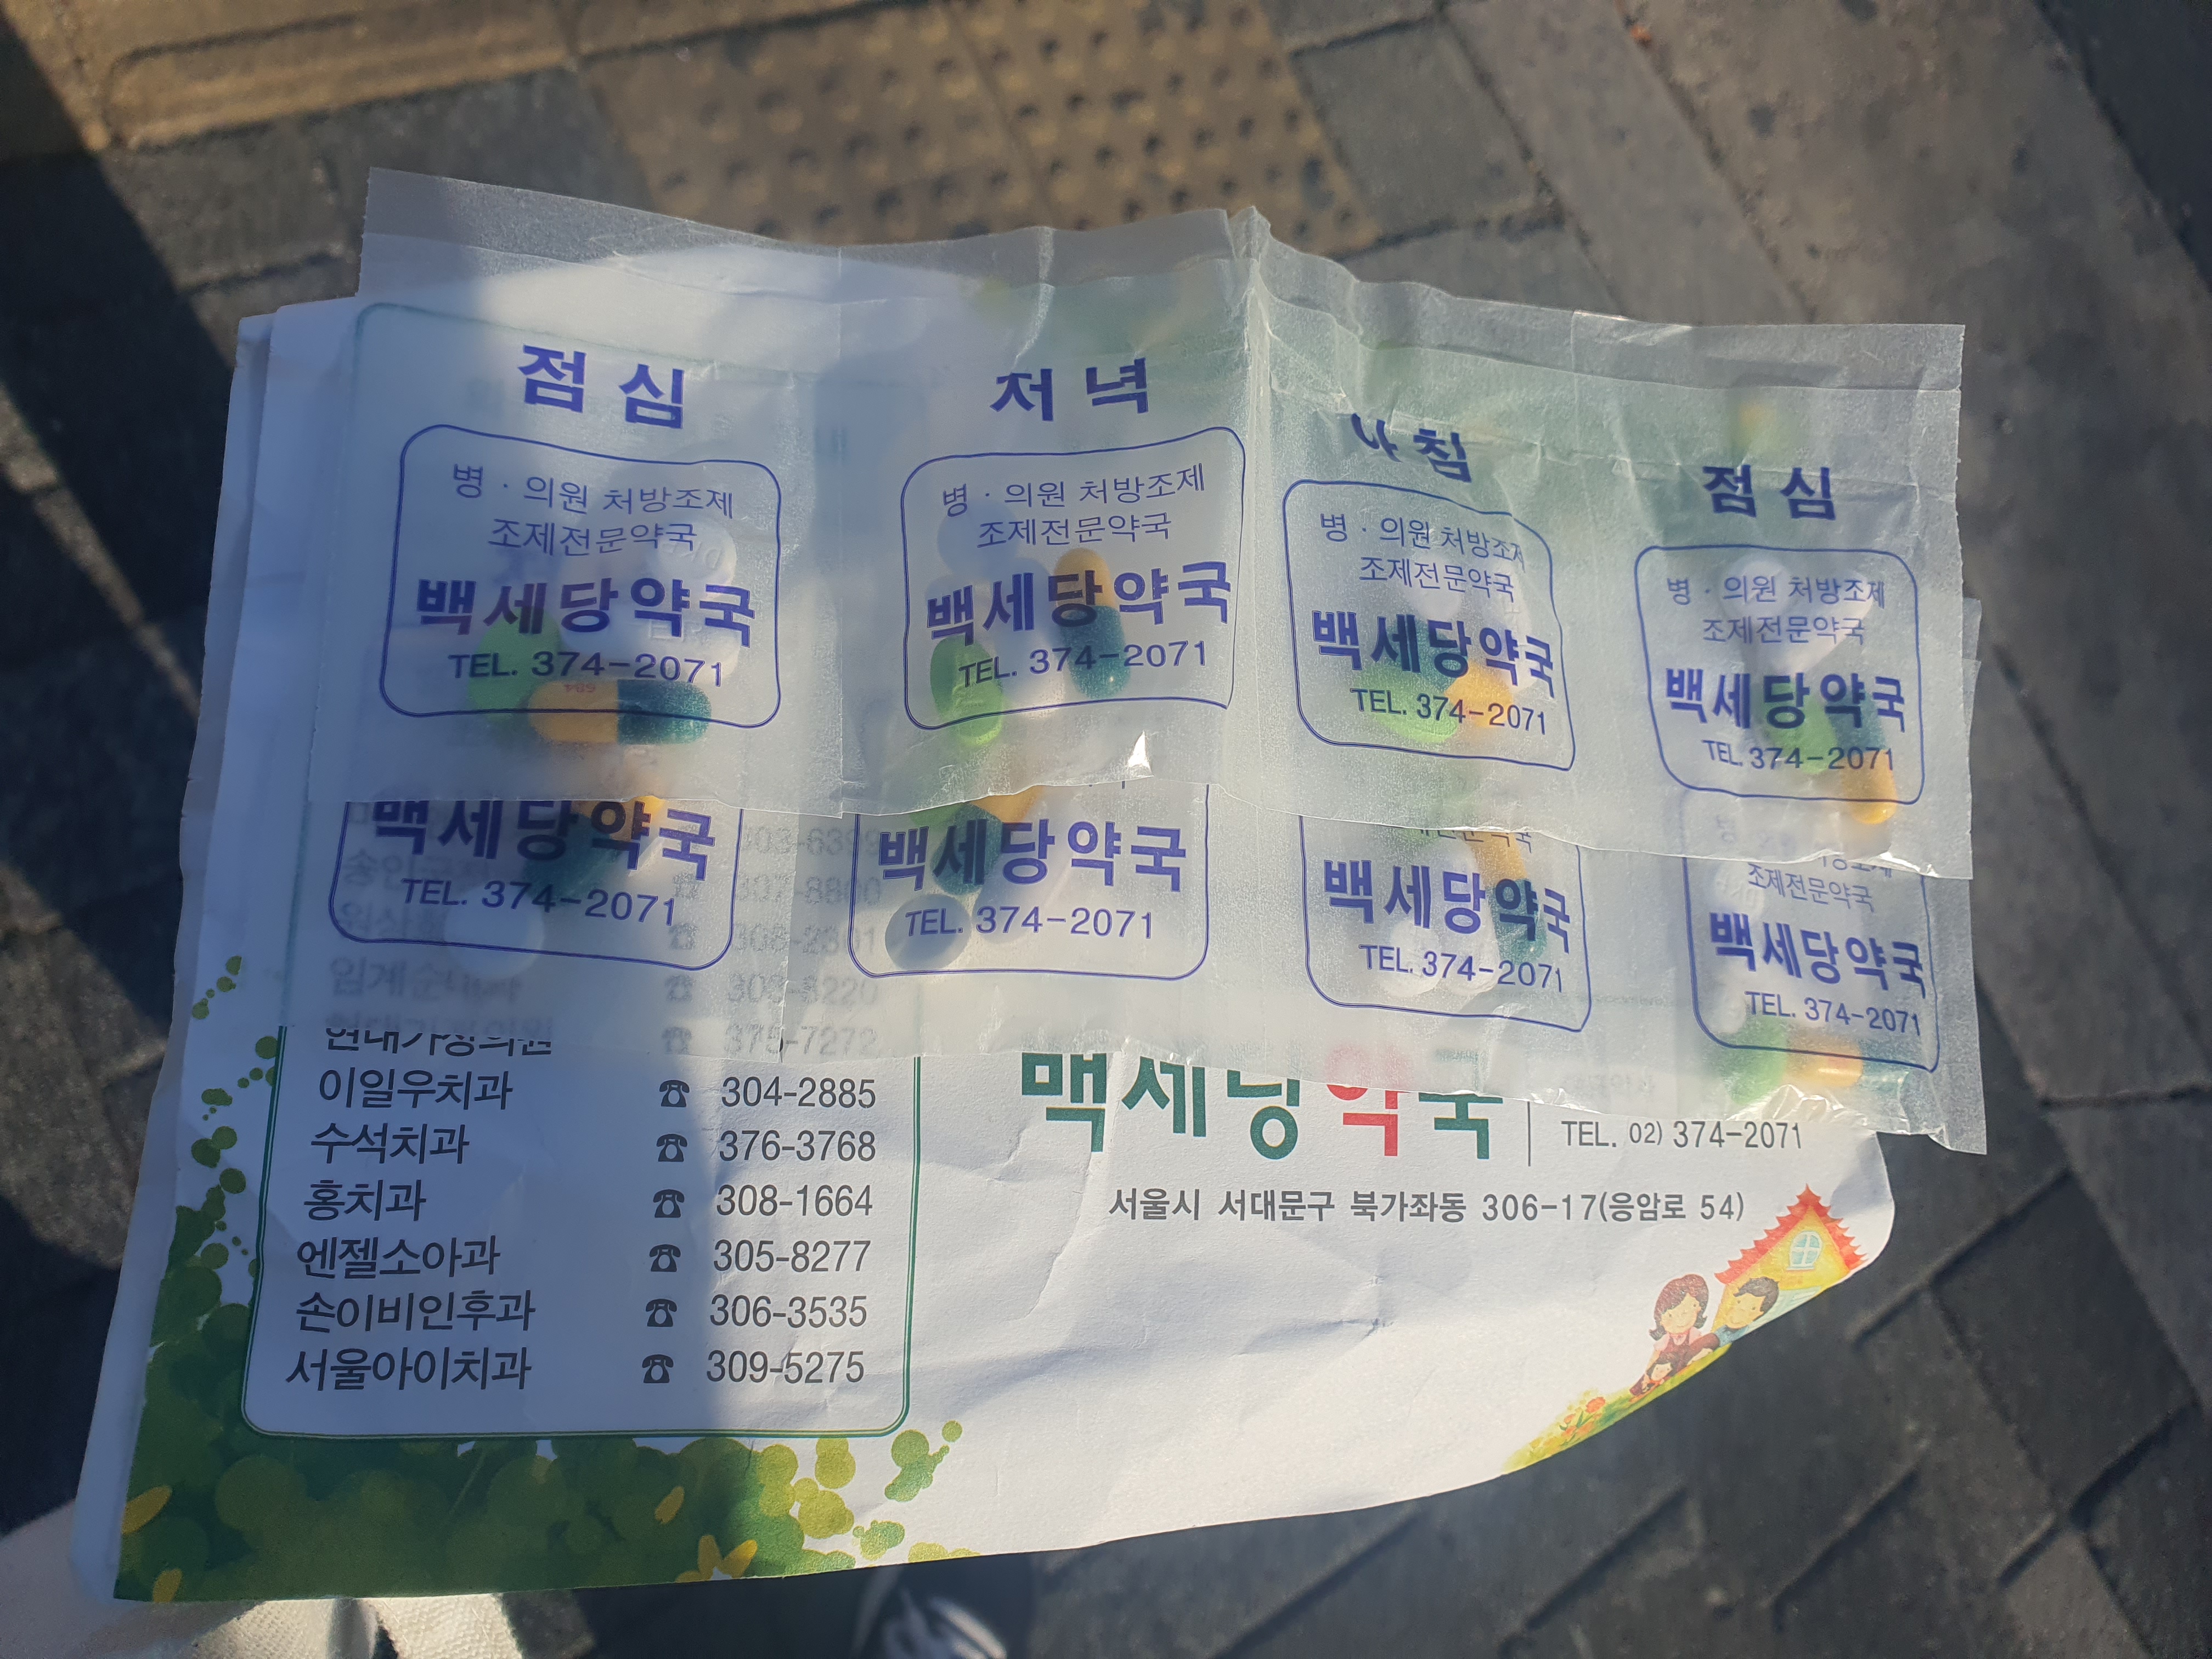 점심
병·의원 처방조제
조제전문약국
백세당약국
TEL. 374-2071
저녁
병·의원 처방조제
조제전문약국
백세당약국
TEL. 374-2071
아침
병·의원 처방조제
조제전문약국
백세당약국
TEL. 374-2071
점심
병·의원 처방조제
조제전문약국
백세당약국
TEL. 374-2071
백세당약국
TEL. 374-2071
백세당약국
TEL. 374-2071
백세당약국
TEL. 374-2071
조제전문약국
백세당약국
TEL. 374-2071
303-8220
현대가정의원 ☎ 375-7272
이일우치과 ☎ 304-2885
수석치과 ☎ 376-3768
홍치과 ☎ 308-1664
엔젤소아과 ☎ 305-8277
손이비인후과 ☎ 306-3535
서울아이치과 ☎ 309-5275
백세당약국 TEL. 02) 374-2071
서울시 서대문구 북가좌동 306-17(응암로 54)